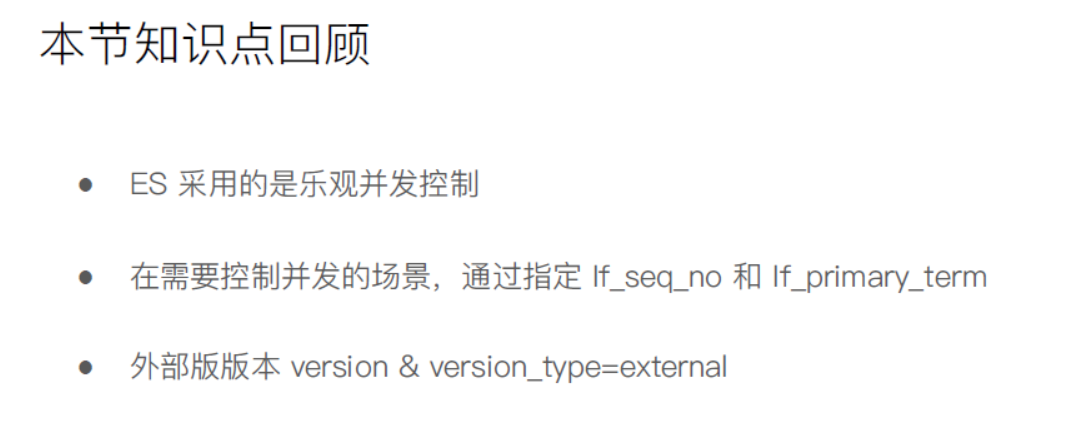 本节知识点回顾
● ES 采用的是乐观并发控制
● 在需要控制并发的场景，通过指定 If_seq_no 和 If_primary_term
● 外部版版本 version & version_type=external